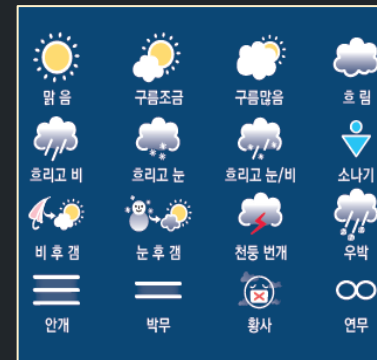 맑 음 구름조금 구름많음 흐 림
흐리고 비 흐리고 눈 흐리고 눈/비 소나기
비 후 갬 눈 후 갬 천둥 번개 우박
안개 박무 황사 연무